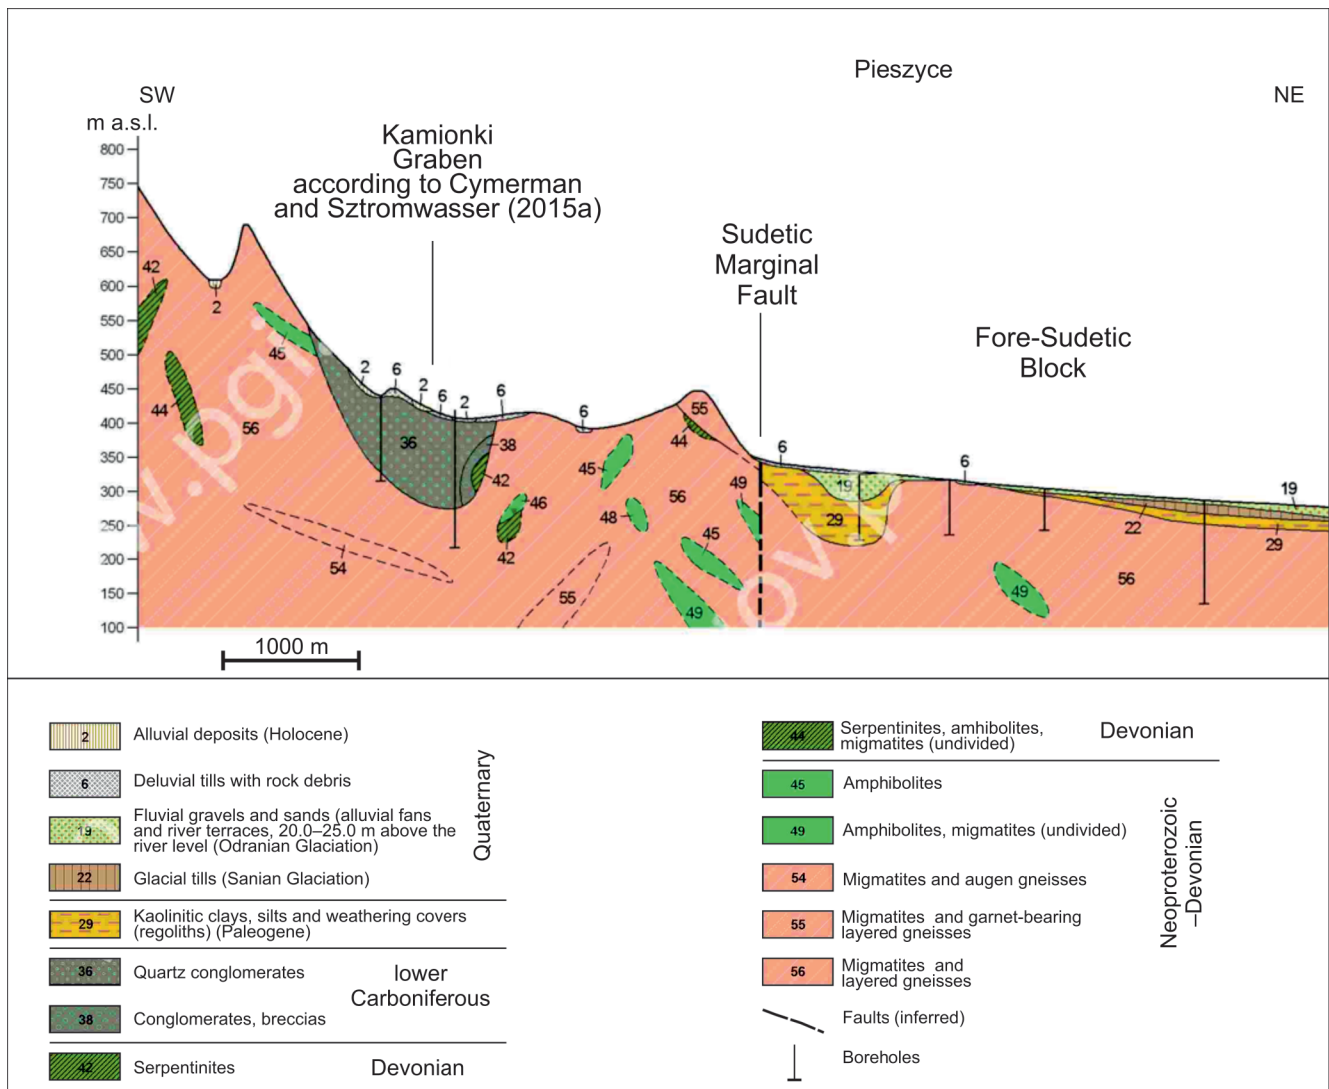 Pieszyce
SW
NE
m a.s.l.
Kamionki
Graben
according to Cymerman
and Sztromwasser (2015a)
Sudetic
Marginal
Fault
Fore-Sudetic
Block
800
750
700
650
600
550
500
450
400
350
300
250
200
150
100
42
2
45
44
56
2
6
2
6
2
6
36
38
42
46
42
54
6
45
48
55
55
44
56
49
45
49
6
19
29
6
49
56
22
19
29
1000 m
2 Alluvial deposits (Holocene)
6 Deluvial tills with rock debris
19 Fluvial gravels and sands (alluvial fans
and river terraces, 20.0–25.0 m above the
river level (Odranian Glaciation)
22 Glacial tills (Sanian Glaciation)
Quaternary
29 Kaolinitic clays, silts and weathering covers
(regoliths) (Paleogene)
36 Quartz conglomerates
38 Conglomerates, breccias
lower
Carboniferous
42 Serpentinites
Devonian
44 Serpentinites, amhibolites,
migmatites (undivided)
Devonian
45 Amphibolites
49 Amphibolites, migmatites (undivided)
54 Migmatites and augen gneisses
55 Migmatites and garnet-bearing
layered gneisses
56 Migmatites and
layered gneisses
Neoproterozoic
–Devonian
Faults (inferred)
Boreholes